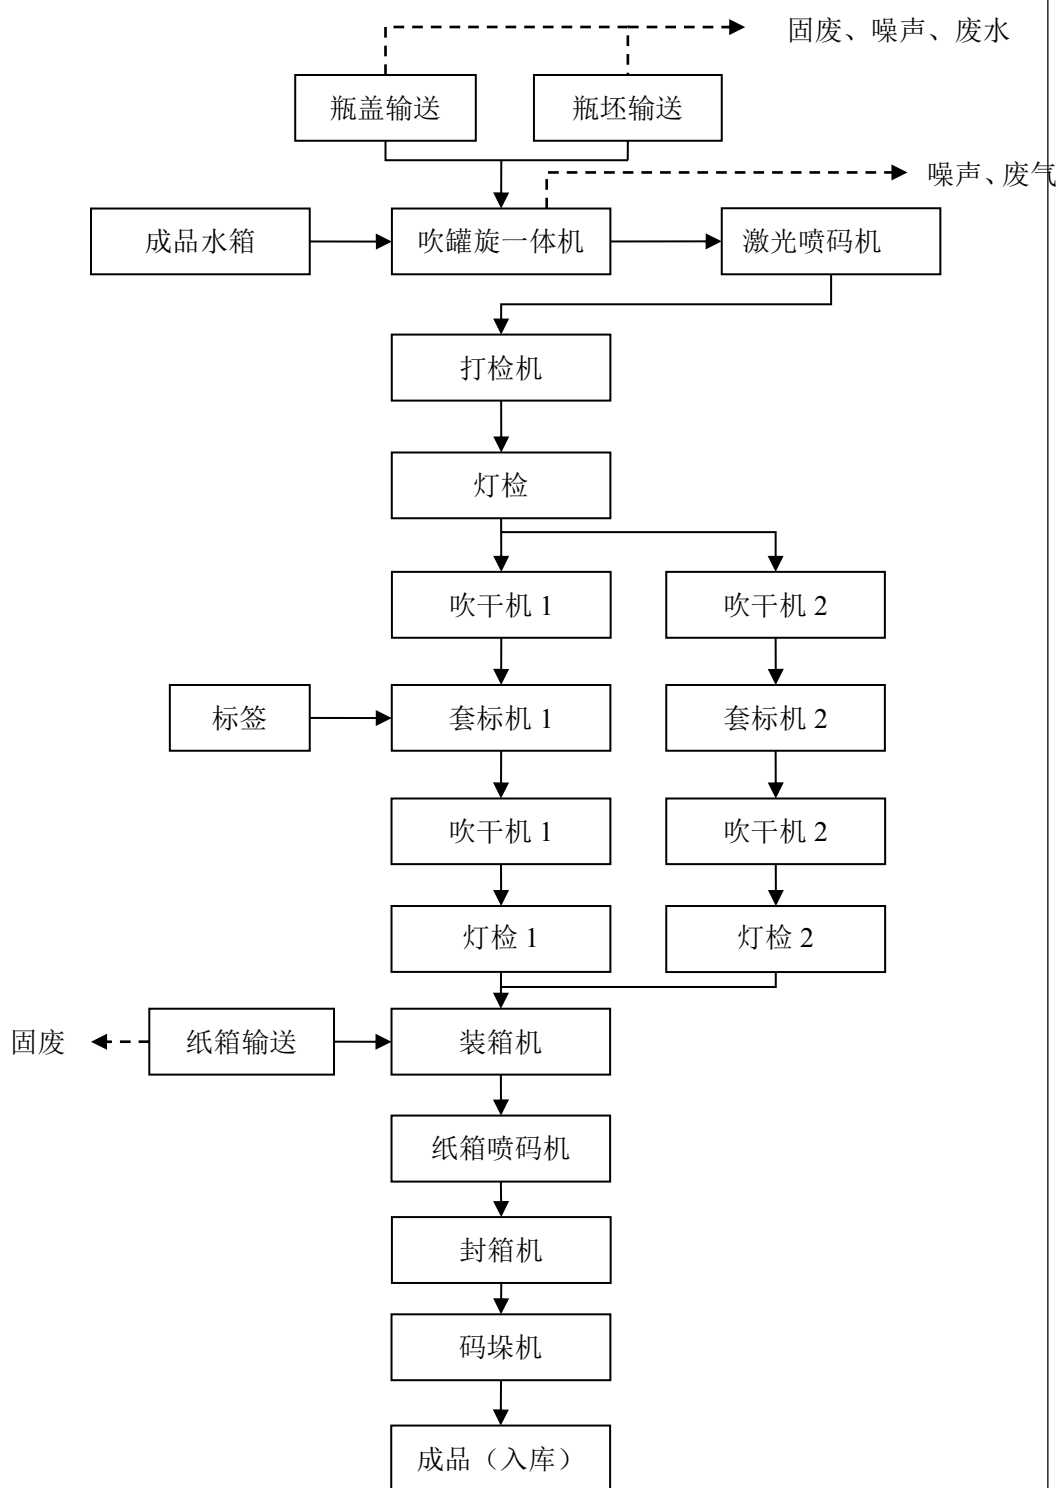 固废、噪声、废水
瓶盖输送
瓶坯输送
噪声、废气
成品水箱
吹罐旋一体机
激光喷码机
打检机
灯检
吹干机 1
吹干机 2
标签
套标机 1
套标机 2
吹干机 1
吹干机 2
灯检 1
灯检 2
固废
纸箱输送
装箱机
纸箱喷码机
封箱机
码垛机
成品（入库）